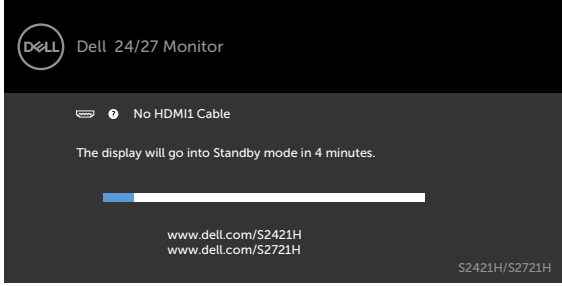 DELL
Dell 24/27 Monitor
? No HDMI1 Cable
The display will go into Standby mode in 4 minutes.
www.dell.com/S2421H
www.dell.com/S2721H
S2421H/S2721H